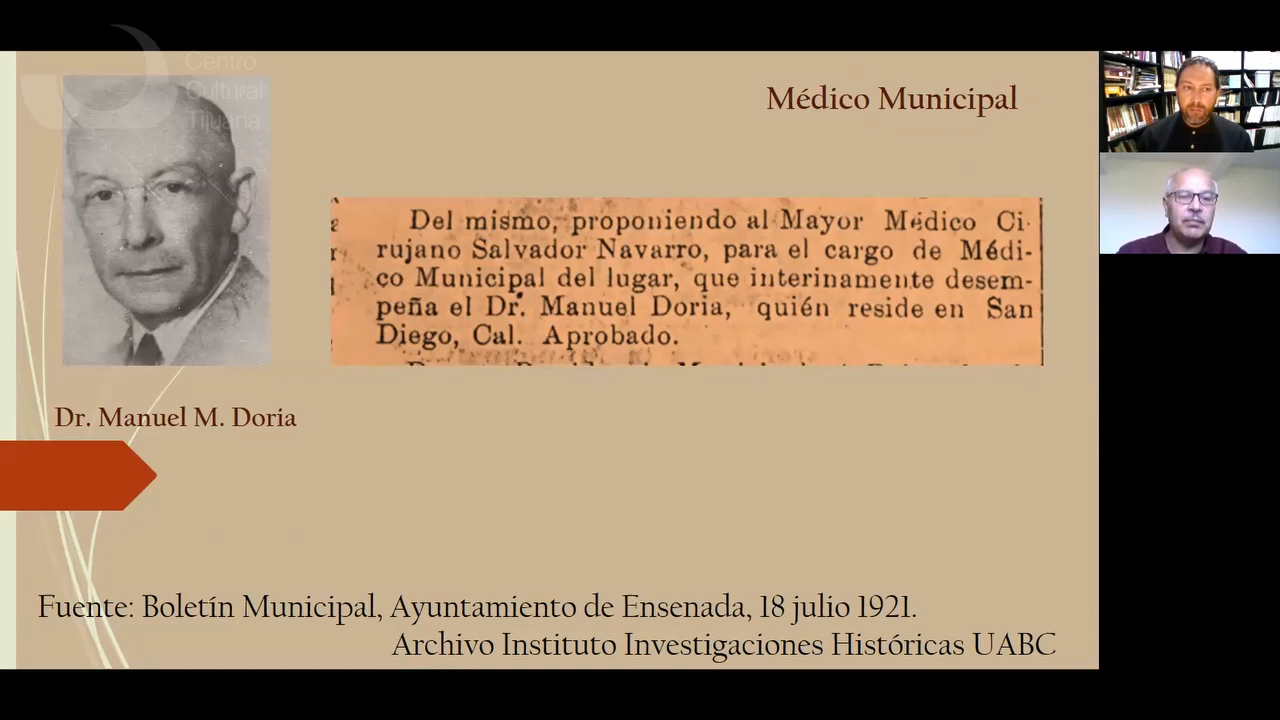 Centro
Cultural
Tijuana
Médico Municipal
Del mismo, proponiendo al Mayor Médico Ci-
rujano Salvador Navarro, para el cargo de Médi-
co Municipal del lugar, que interinamente desem-
peña el Dr. Manuel Doria, quién reside en San
Diego, Cal. Aprobado.
Dr. Manuel M. Doria
Fuente: Boletín Municipal, Ayuntamiento de Ensenada, 18 julio 1921.
Archivo Instituto Investigaciones Históricas UABC